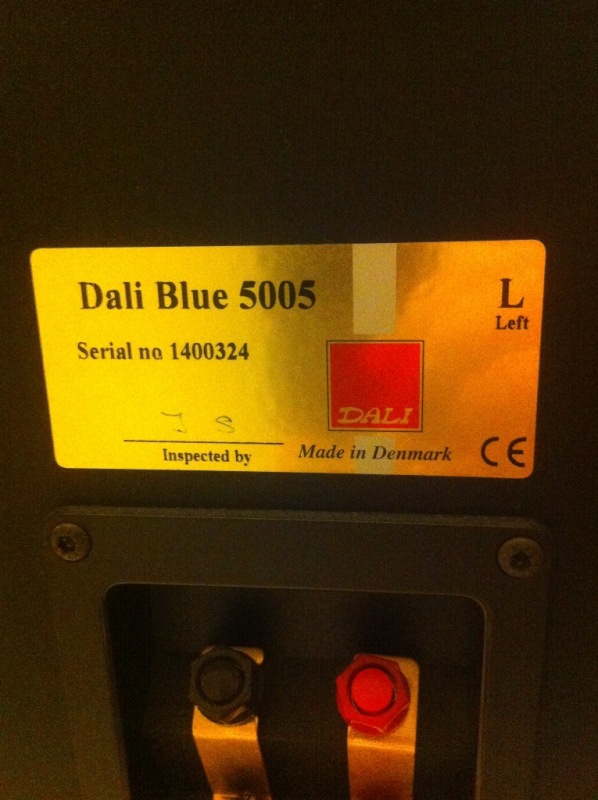 Dali Blue 5005
L
Left
Serial no 1400324
DALI
J S
Inspected by
Made in Denmark
CE